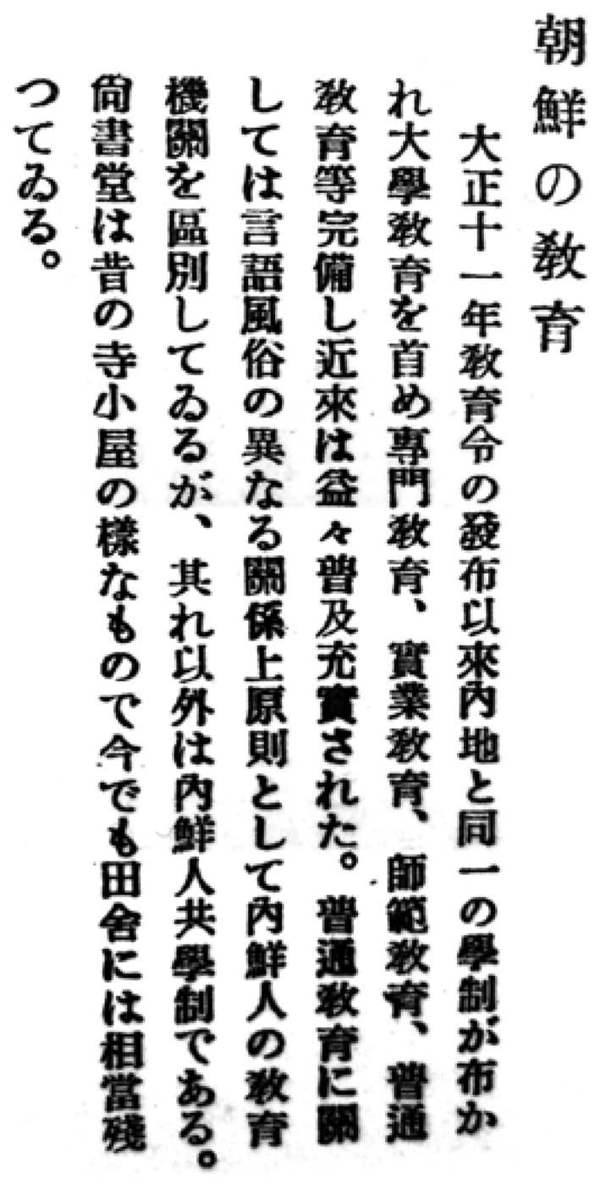 朝鮮の敎育
大正十一年敎育令の發布以來內地と同一の學制が布か
れ大學敎育を首め專門敎育、實業敎育、師範敎育、普通
敎育等完備し近來は益々普及充實された。普通敎育に關
しては言語風俗の異なる關係上原則として內鮮人の敎育
機關を區別してゐるが、其れ以外は內鮮人共學制である。
尙書堂は昔の寺小屋の樣なもので今でも田舍には相當殘
つてゐる。